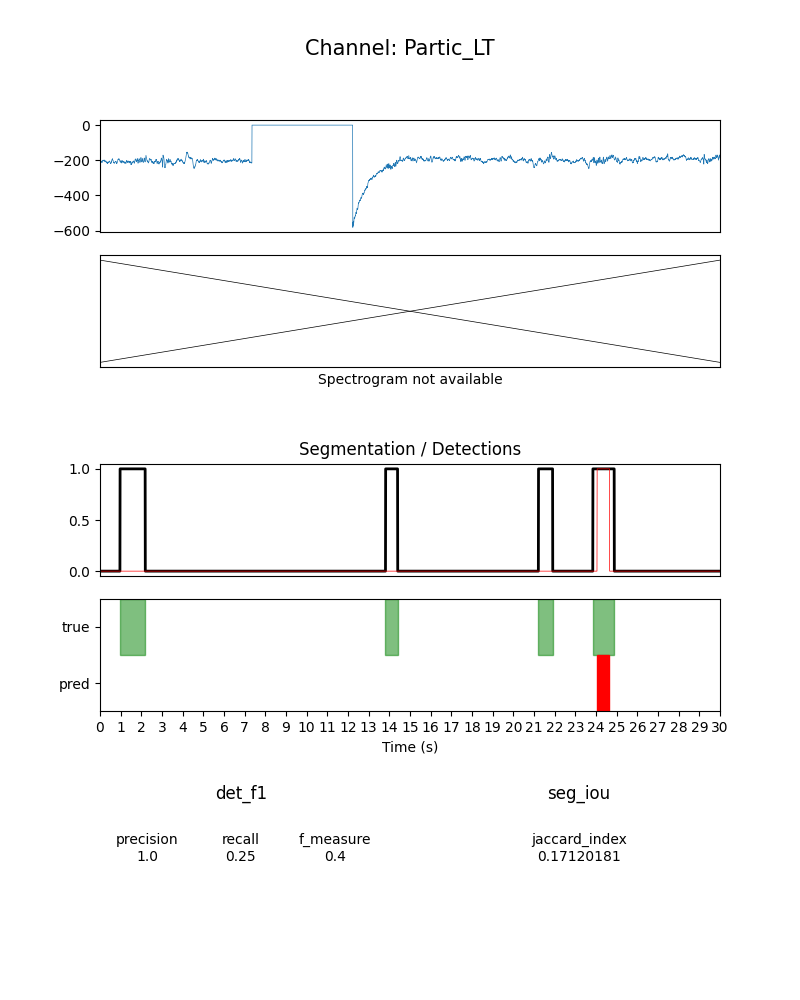 Channel: Partic_LT
0
−200
−400
−600
Spectrogram not available
Segmentation / Detections
1.0
0.5
0.0
true
pred
0 1 2 3 4 5 6 7 8 9 10 11 12 13 14 15 16 17 18 19 20 21 22 23 24 25 26 27 28 29 30
Time (s)
det_f1 seg_iou
precision recall f_measure jaccard_index
1.0 0.25 0.4 0.17120181